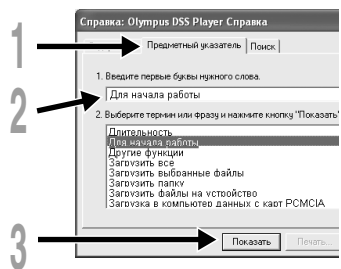 Справка: Olympus DSS Player Справка
1
Предметный указатель Поиск
1. Введите первые буквы нужного слова.
2
Для начала работы
2. Выберите термин или фразу и нажмите кнопку "Показать"
Длительность
Для начала работы
Другие функции
Загрузить все
Загрузить выбранные файлы
Загрузить папку
Загрузить файлы на устройство
Загрузка в компьютер данных с карт PCMCIA
3
Показать Печать...